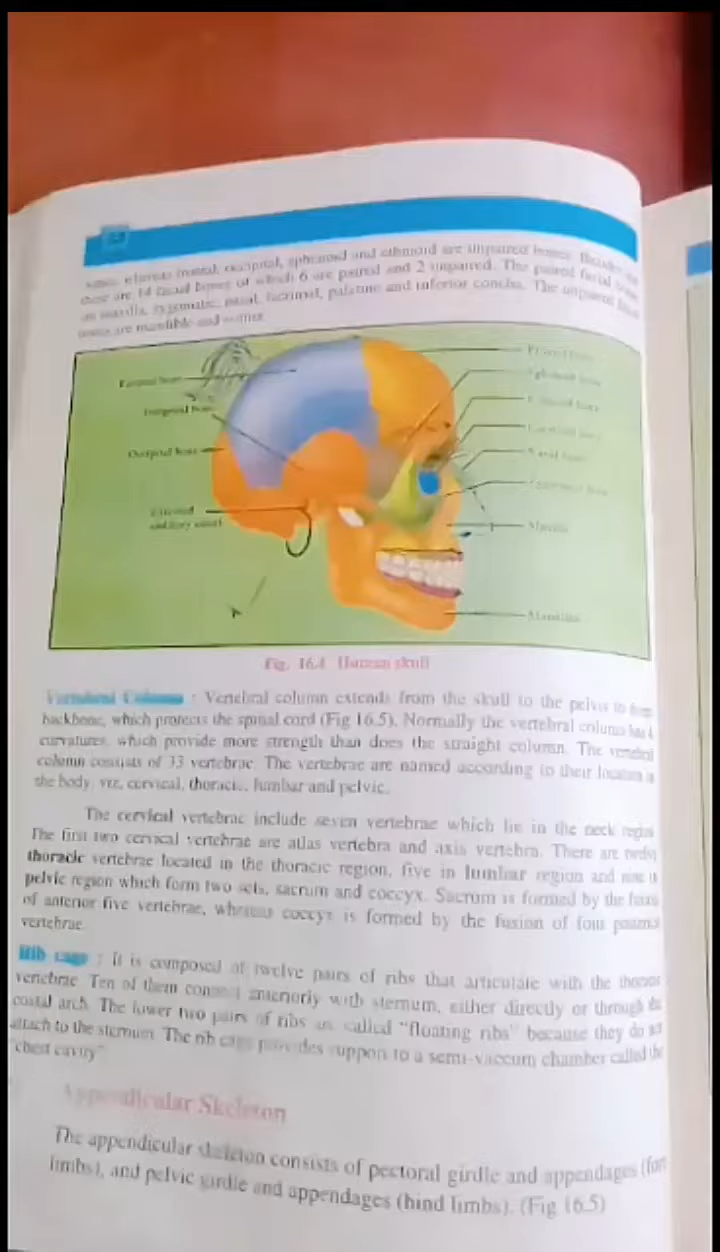 whereas frontal, occipital, sphenoid and ethmoid are unpaired bones. Besides
there are 14 facial bones of which 6 are paired and 2 unpaired. The paired facial
maxilla, zygomatic, nasal, lacrimal, palatine and inferior concha. The unpaired
bones are mandible and vomer
Parietal bone
Temporal bone
Occipital bone
External
auditory canal
Frontal bone
Sphenoid bone
Ethmoid bone
Lacrimal bone
Nasal bone
Zygomatic bone
Maxilla
Mandible
Fig. 16.4 Human skull
Vertebral Column : Vertebral column extends from the skull to the pelvis to form
backbone, which protects the spinal cord (Fig 16.5). Normally the vertebral column has 4
curvatures, which provide more strength than does the straight column. The vertebral
column consists of 33 vertebrae. The vertebrae are named according to their location in
the body viz, cervical, thoracic, lumbar and pelvic.
The cervical vertebrae include seven vertebrae which lie in the neck region
The first two cervical vertebrae are atlas vertebra and axis vertebra. There are twelve
thoracic vertebrae located in the thoracic region, five in lumbar region and nine in
pelvic region which form two sets, sacrum and coccyx. Sacrum is formed by the fusion
of anterior five vertebrae, whereas coccyx is formed by the fusion of four posterior
vertebrae.
Rib cage : It is composed of twelve pairs of ribs that articulate with the thoracic
vertebrae. Ten of them connect anteriorly with sternum, either directly or through the
costal arch. The lower two pairs of ribs are called "floating ribs" because they do not
attach to the sternum. The rib cage provides support to a semi-vaccum chamber called the
"chest cavity"
Appendicular Skeleton
The appendicular skeleton consists of pectoral girdle and appendages (fore
limbs), and pelvic girdle and appendages (hind limbs). (Fig 16.5)